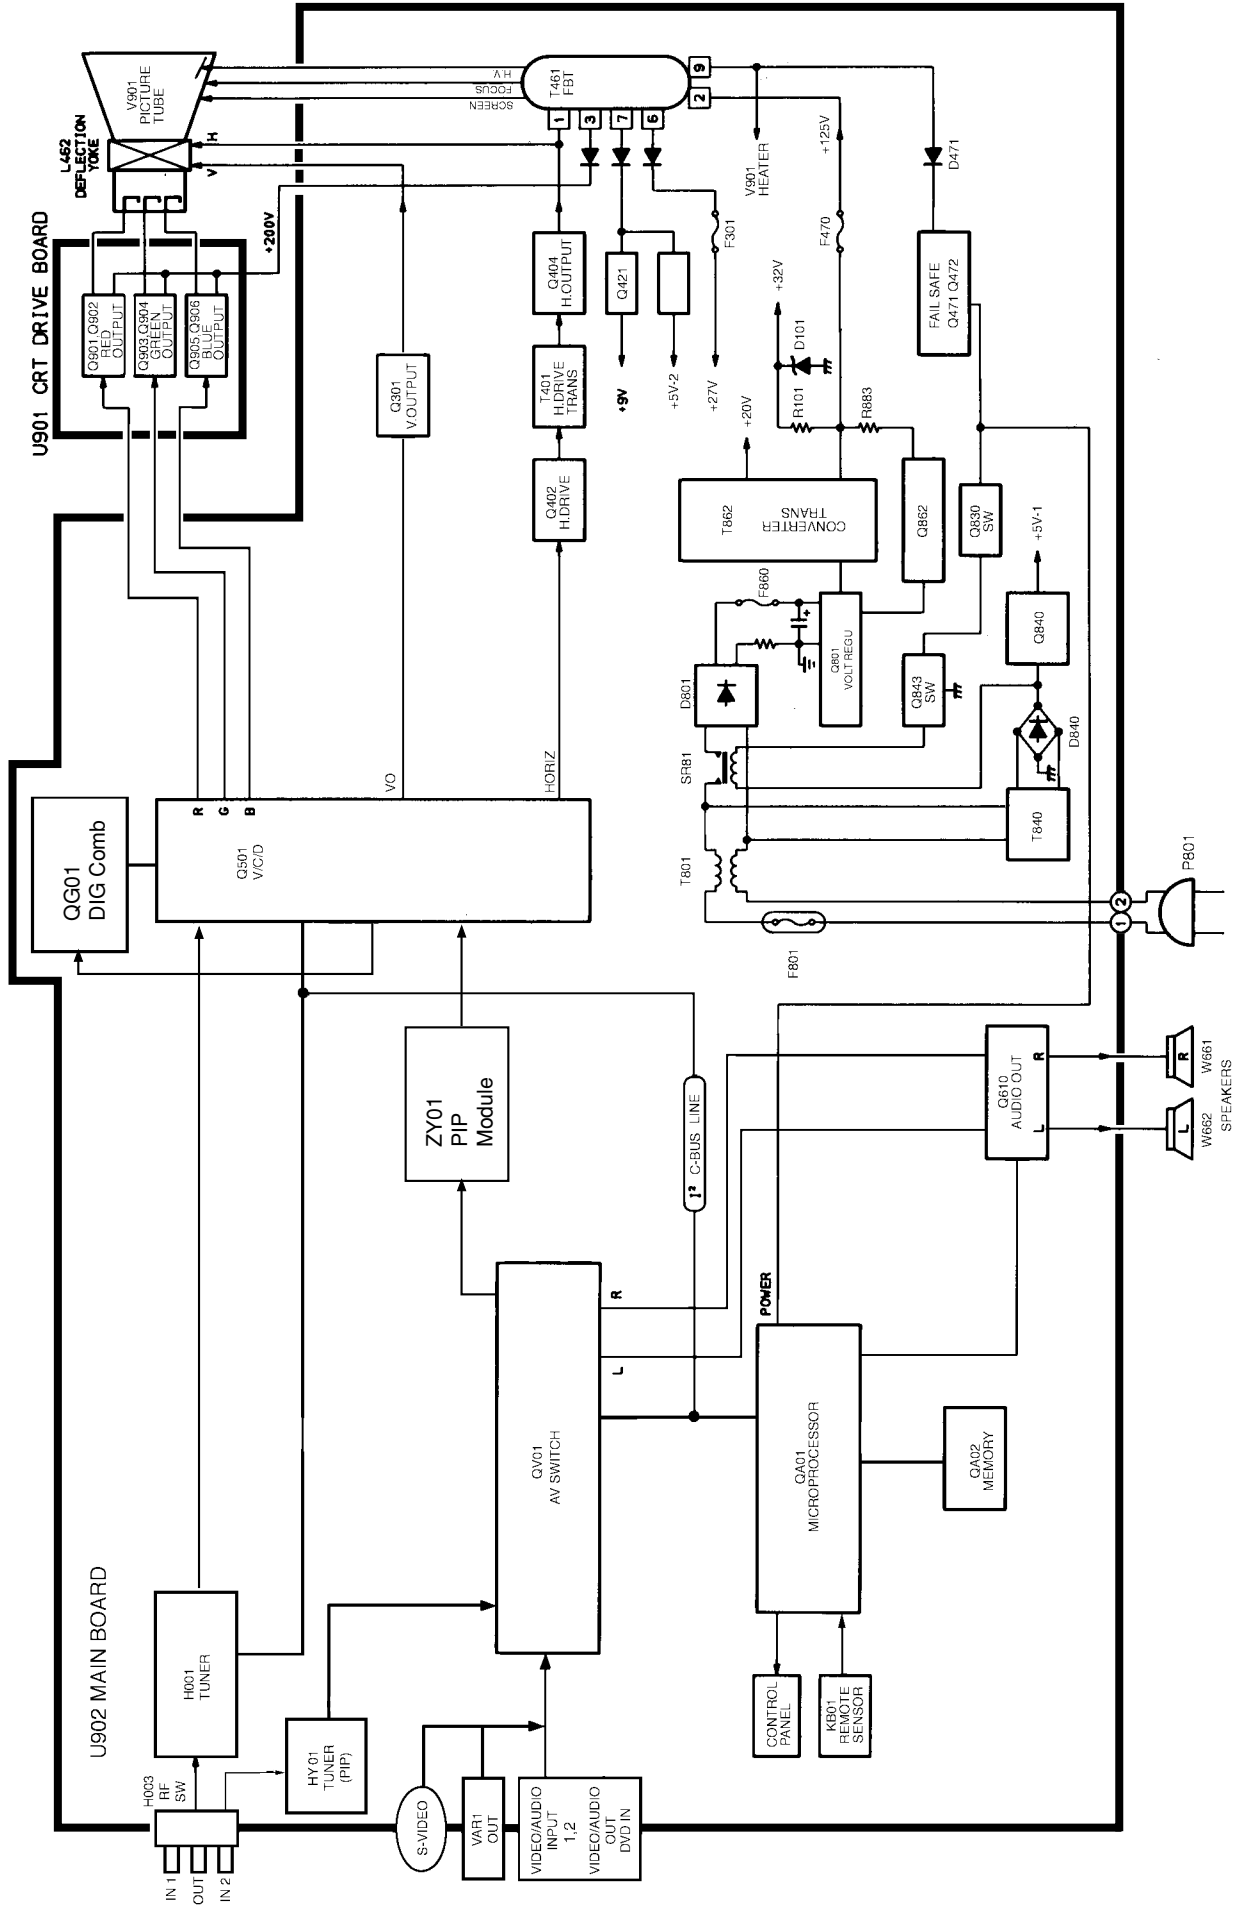 U901 CRT DRIVE BOARD
L462
DEFLECTION
YOKE
V901
PICTURE
TUBE
H
V
+200V
Q901,Q902
RED
OUTPUT
Q903,Q904
GREEN
OUTPUT
Q905,Q906
BLUE
OUTPUT
H.V
FOCUS
SCREEN
T461
FBT
1
3
7
6
2
9
V901
HEATER
+125V
D471
F301
F470
Q404
H.OUTPUT
Q421
+9V
+5V-2
+27V
+32V
D101
R101
R883
FAIL SAFE
Q471 Q472
Q301
V.OUTPUT
T401
H.DRIVE
TRANS
Q402
H.DRIVE
+20V
T862
CONVERTER
TRANS
Q862
Q830
SW
+5V-1
F860
+
Q801
VOLT REGU
D801
Q843
SW
Q840
D840
SR81
T840
T801
F801
P801
1
2
QG01
DIG Comb
Q501
V/C/D
R
G
B
VO
HORIZ
ZY01
PIP
Module
I² C-BUS LINE
Q610
AUDIO OUT
L
R
R
W661
L
W662
SPEAKERS
QV01
AV SWITCH
R
L
POWER
QA01
MICROPROCESSOR
QA02
MEMORY
CONTROL
PANEL
KB01
REMOTE
SENSOR
U902 MAIN BOARD
H001
TUNER
HY01
TUNER
(PIP)
H003
RF
SW
IN 1
OUT
IN 2
S-VIDEO
VAR1
OUT
VIDEO/AUDIO
INPUT
1,2
VIDEO/AUDIO
OUT
DVD IN